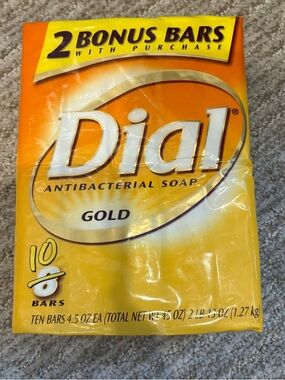 2 BONUS BARS
WITH PURCHASE
Dial®
ANTIBACTERIAL SOAP
GOLD
10
8
BARS
TEN BARS 4.5 OZ EA (TOTAL NET WT 45 OZ) 2 LB 13 OZ (1.27 kg)